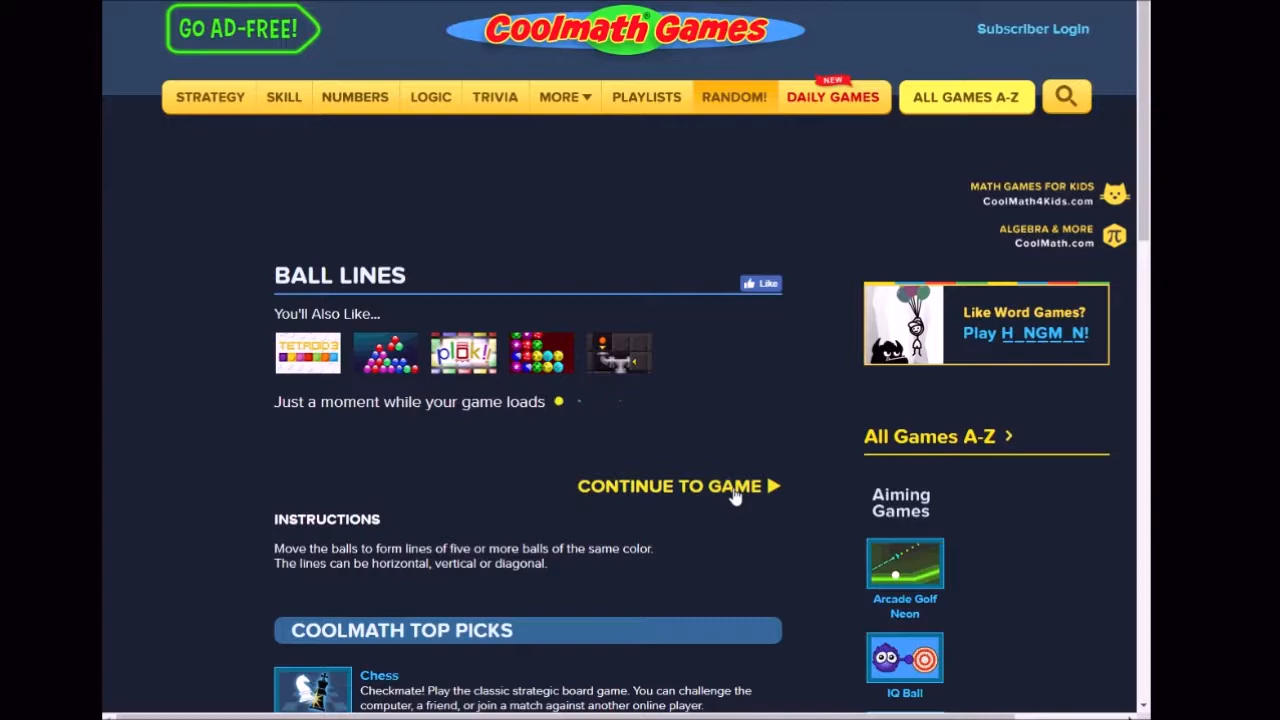 GO AD-FREE!
Coolmath Games
Subscriber Login
STRATEGY SKILL NUMBERS LOGIC TRIVIA MORE PLAYLISTS RANDOM! NEW DAILY GAMES ALL GAMES A-Z
MATH GAMES FOR KIDS
CoolMath4Kids.com
ALGEBRA & MORE
CoolMath.com
BALL LINES
Like
You'll Also Like...
TETROID 3
plok!
Just a moment while your game loads
CONTINUE TO GAME
INSTRUCTIONS
Move the balls to form lines of five or more balls of the same color.
The lines can be horizontal, vertical or diagonal.
COOLMATH TOP PICKS
Chess
Checkmate! Play the classic strategic board game. You can challenge the
computer, a friend, or join a match against another online player.
Like Word Games?
Play H_NGM_N!
All Games A-Z
Aiming
Games
Arcade Golf
Neon
IQ Ball